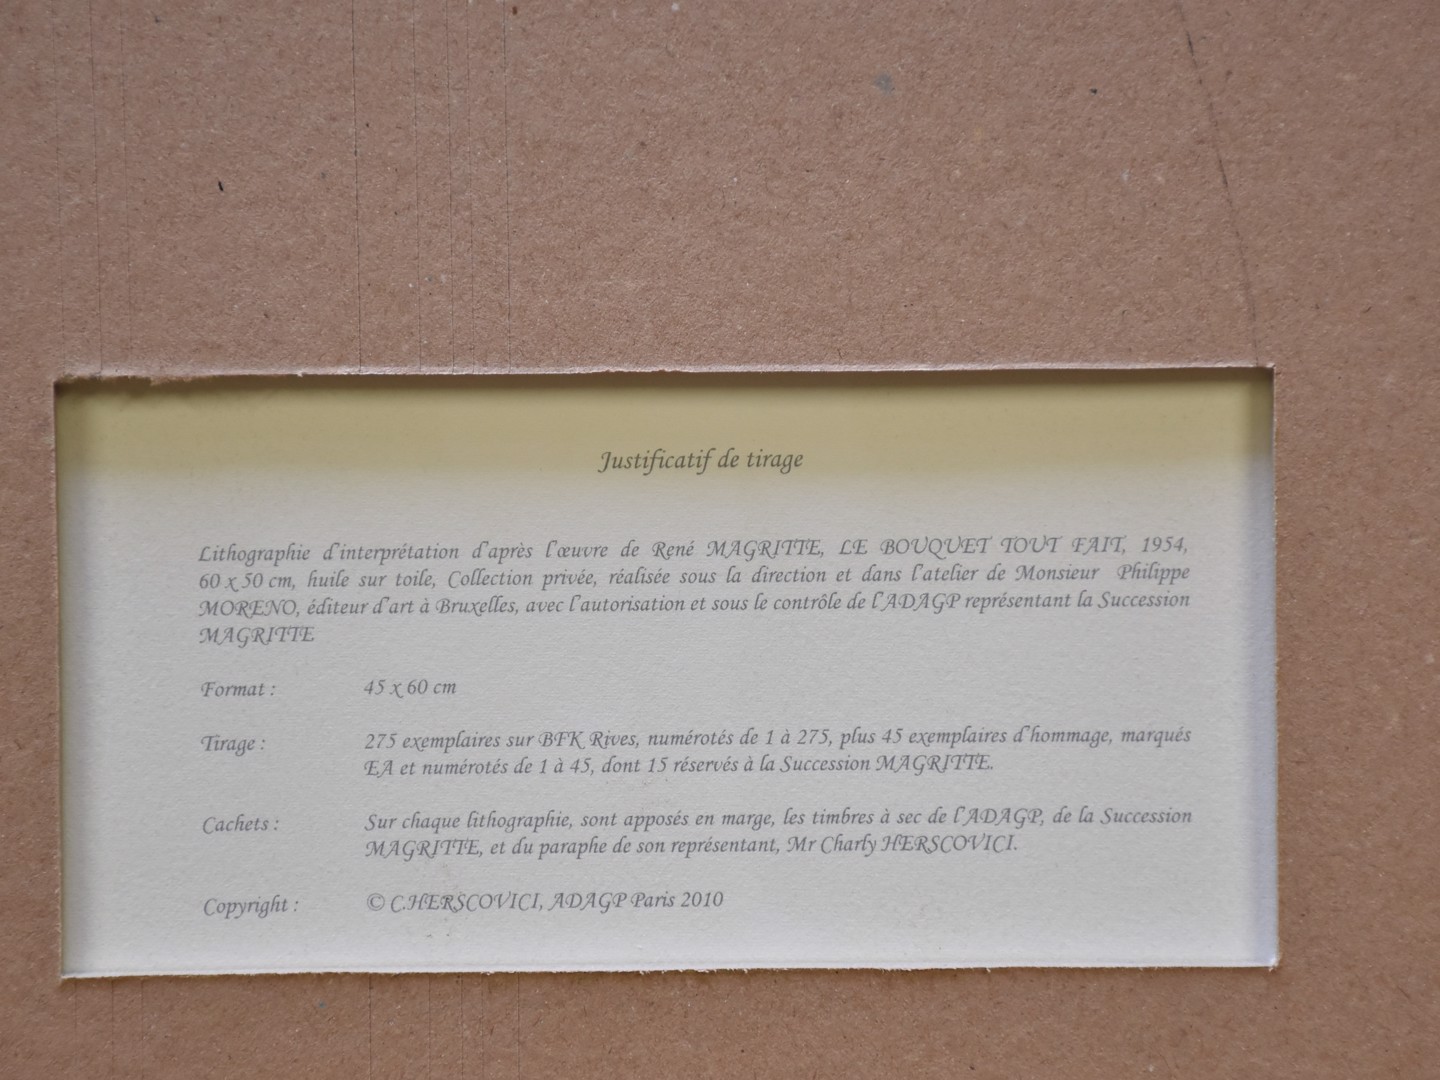 Justificatif de tirage
Lithographie d'interprétation d'après l'œuvre de René MAGRITTE, LE BOUQUET TOUT FAIT, 1954,
60 x 50 cm, huile sur toile, Collection privée, réalisée sous la direction et dans l'atelier de Monsieur Philippe
MORENO, éditeur d'art à Bruxelles, avec l'autorisation et sous le contrôle de l'ADAGP représentant la Succession
MAGRITTE
Format : 45 x 60 cm
Tirage : 275 exemplaires sur BFK Rives, numérotés de 1 à 275, plus 45 exemplaires d'hommage, marqués
EA et numérotés de 1 à 45, dont 15 réservés à la Succession MAGRITTE.
Cachets : Sur chaque lithographie, sont apposés en marge, les timbres à sec de l'ADAGP, de la Succession
MAGRITTE, et du paraphe de son représentant, Mr Charly HERSCOVICI.
Copyright : © C.HERSCOVICI, ADAGP Paris 2010